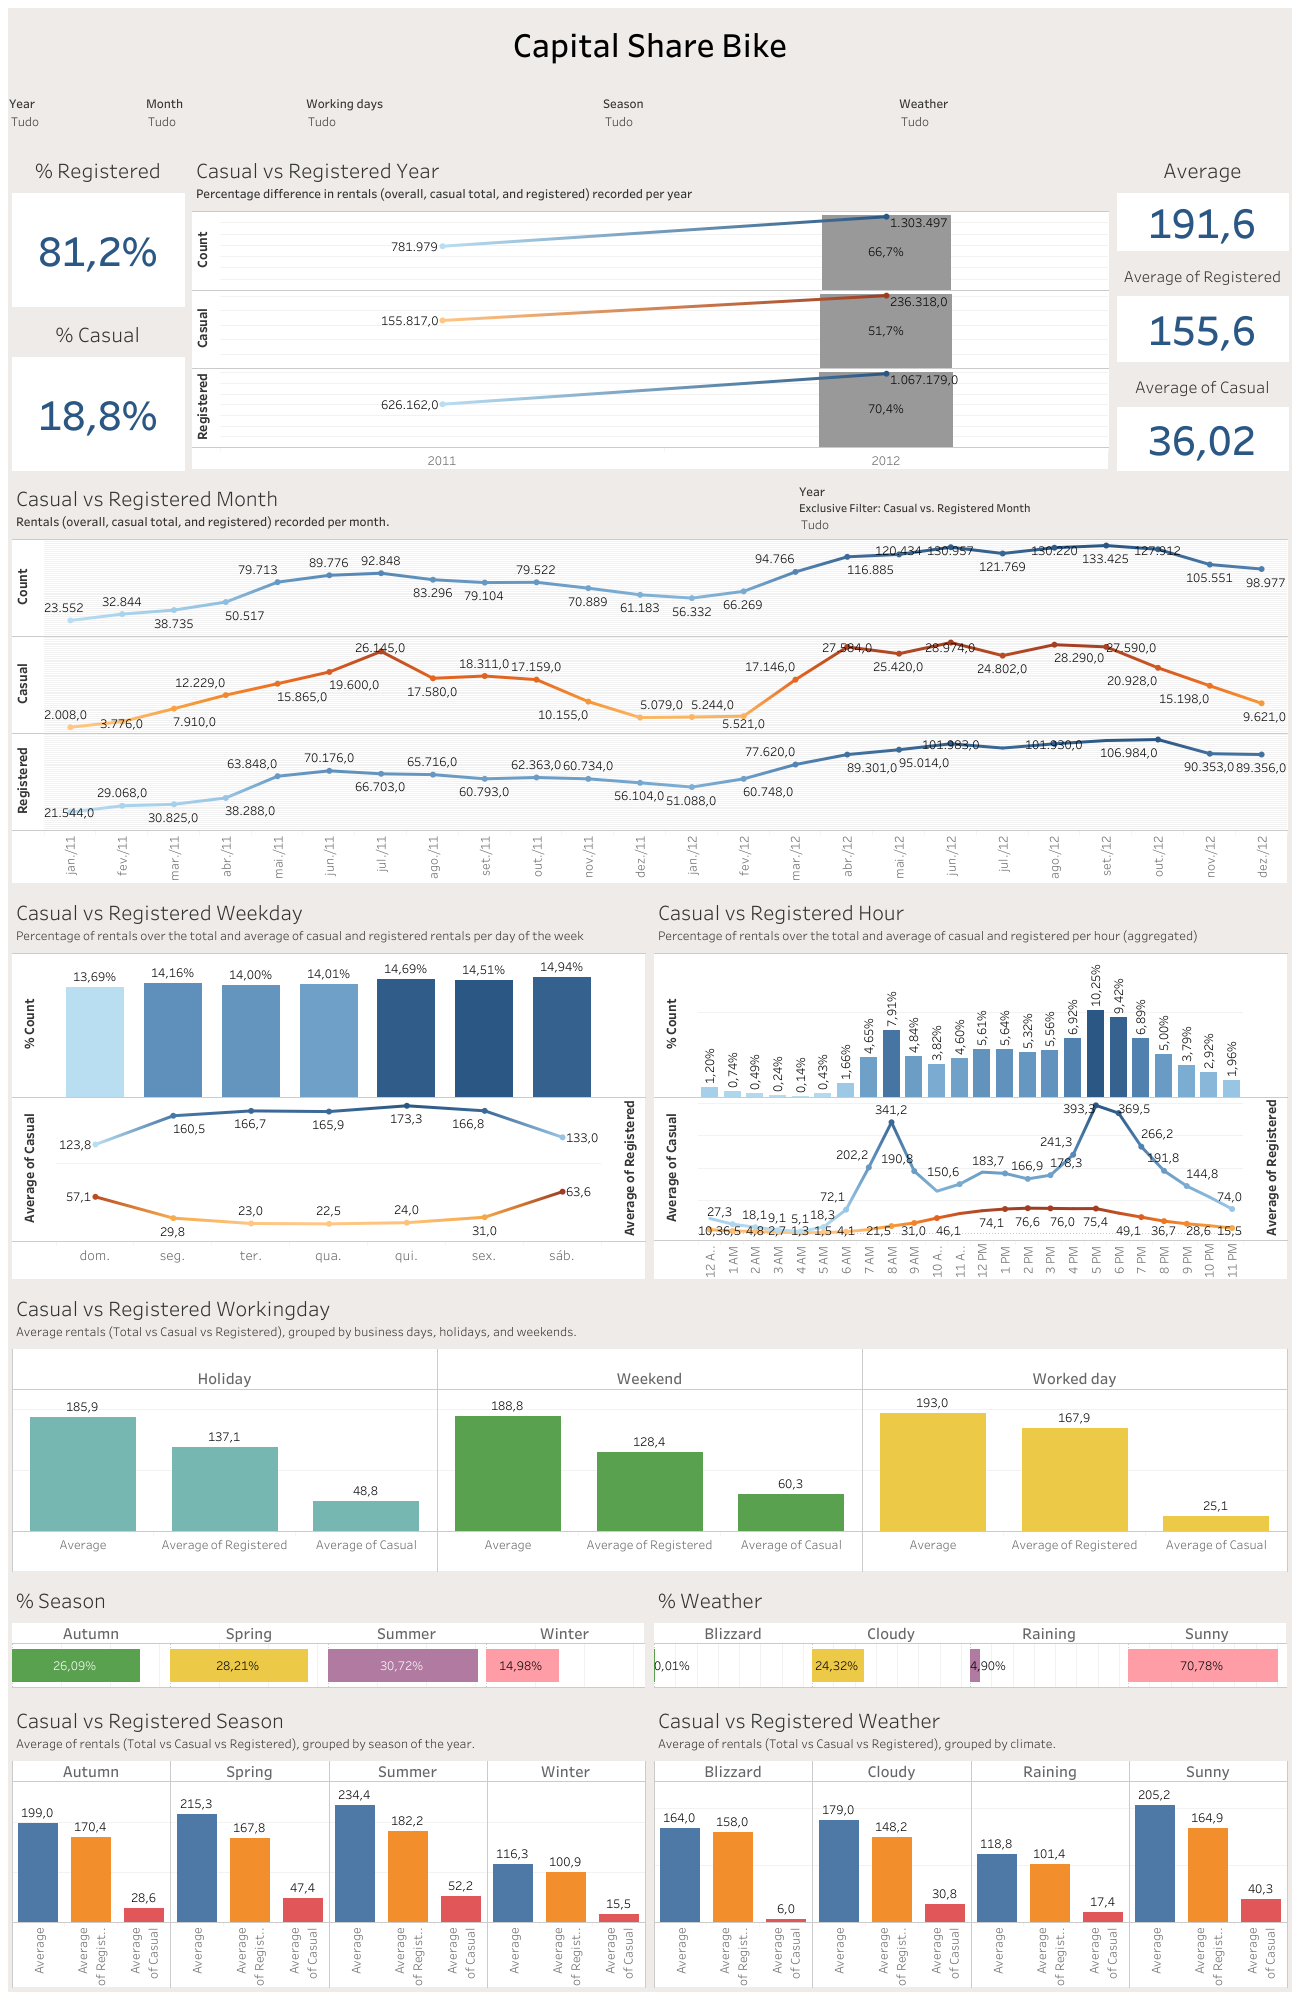 Capital Share Bike
Year
Month
Working days
Season
Weather
Tudo
Tudo
Tudo
Tudo
Tudo
% Registered
81,2%
% Casual
18,8%
Casual vs Registered Year
Percentage difference in rentals (overall, casual total, and registered) recorded per year
Count
781.979
1.303.497
66,7%
Casual
155.817,0
236.318,0
51,7%
Registered
626.162,0
1.067.179,0
70,4%
2011
2012
Average
191,6
Average of Registered
155,6
Average of Casual
36,02
Casual vs Registered Month
Rentals (overall, casual total, and registered) recorded per month.
Year
Exclusive Filter: Casual vs. Registered Month
Tudo
Count
23.552
32.844
38.735
50.517
79.713
89.776
92.848
83.296
79.104
79.522
70.889
61.183
56.332
66.269
94.766
116.885
120.434
130.957
121.769
130.220
133.425
127.912
105.551
98.977
Casual
2.008,0
3.776,0
7.910,0
12.229,0
15.865,0
19.600,0
26.145,0
17.580,0
18.311,0
17.159,0
10.155,0
5.079,0
5.244,0
5.521,0
17.146,0
27.584,0
25.420,0
28.974,0
24.802,0
28.290,0
27.590,0
20.928,0
15.198,0
9.621,0
Registered
21.544,0
29.068,0
30.825,0
38.288,0
63.848,0
70.176,0
66.703,0
65.716,0
60.793,0
62.363,0
60.734,0
56.104,0
51.088,0
60.748,0
77.620,0
89.301,0
95.014,0
101.983,0
101.930,0
106.984,0
90.353,0
89.356,0
jan./11
fev./11
mar./11
abr./11
mai./11
jun./11
jul./11
ago./11
set./11
out./11
nov./11
dez./11
jan./12
fev./12
mar./12
abr./12
mai./12
jun./12
jul./12
ago./12
set./12
out./12
nov./12
dez./12
Casual vs Registered Weekday
Percentage of rentals over the total and average of casual and registered rentals per day of the week
% Count
13,69%
14,16%
14,00%
14,01%
14,69%
14,51%
14,94%
Average of Casual
Average of Registered
123,8
160,5
166,7
165,9
173,3
166,8
133,0
57,1
29,8
23,0
22,5
24,0
31,0
63,6
dom.
seg.
ter.
qua.
qui.
sex.
sáb.
Casual vs Registered Hour
Percentage of rentals over the total and average of casual and registered per hour (aggregated)
% Count
1,20%
0,74%
0,49%
0,24%
0,14%
0,43%
1,66%
4,65%
7,91%
4,84%
3,82%
4,60%
5,61%
5,64%
5,32%
5,56%
6,92%
10,25%
9,42%
6,89%
5,00%
3,79%
2,92%
1,96%
Average of Casual
Average of Registered
27,3
18,1
9,1
5,1
18,3
72,1
202,2
341,2
190,8
150,6
183,7
166,9
178,3
241,3
393,3
369,5
266,2
191,8
144,8
74,0
10,3
6,5
4,8
2,7
1,3
1,5
4,1
21,5
31,0
46,1
74,1
76,6
76,0
75,4
49,1
36,7
28,6
15,5
12 A..
1 AM
2 AM
3 AM
4 AM
5 AM
6 AM
7 AM
8 AM
9 AM
10 A..
11 A..
12 PM
1 PM
2 PM
3 PM
4 PM
5 PM
6 PM
7 PM
8 PM
9 PM
10 PM
11 PM
Casual vs Registered Workingday
Average rentals (Total vs Casual vs Registered), grouped by business days, holidays, and weekends.
Holiday
Weekend
Worked day
185,9
137,1
48,8
188,8
128,4
60,3
193,0
167,9
25,1
Average
Average of Registered
Average of Casual
Average
Average of Registered
Average of Casual
Average
Average of Registered
Average of Casual
% Season
Autumn
Spring
Summer
Winter
26,09%
28,21%
30,72%
14,98%
% Weather
Blizzard
Cloudy
Raining
Sunny
0,01%
24,32%
4,90%
70,78%
Casual vs Registered Season
Average of rentals (Total vs Casual vs Registered), grouped by season of the year.
Autumn
Spring
Summer
Winter
199,0
170,4
28,6
215,3
167,8
47,4
234,4
182,2
52,2
116,3
100,9
15,5
Average
Average
of Regist..
Average
of Casual
Average
Average
of Regist..
Average
of Casual
Average
Average
of Regist..
Average
of Casual
Average
Average
of Regist..
Average
of Casual
Casual vs Registered Weather
Average of rentals (Total vs Casual vs Registered), grouped by climate.
Blizzard
Cloudy
Raining
Sunny
164,0
158,0
6,0
179,0
148,2
30,8
118,8
101,4
17,4
205,2
164,9
40,3
Average
Average
of Regist..
Average
of Casual
Average
Average
of Regist..
Average
of Casual
Average
Average
of Regist..
Average
of Casual
Average
Average
of Regist..
Average
of Casual